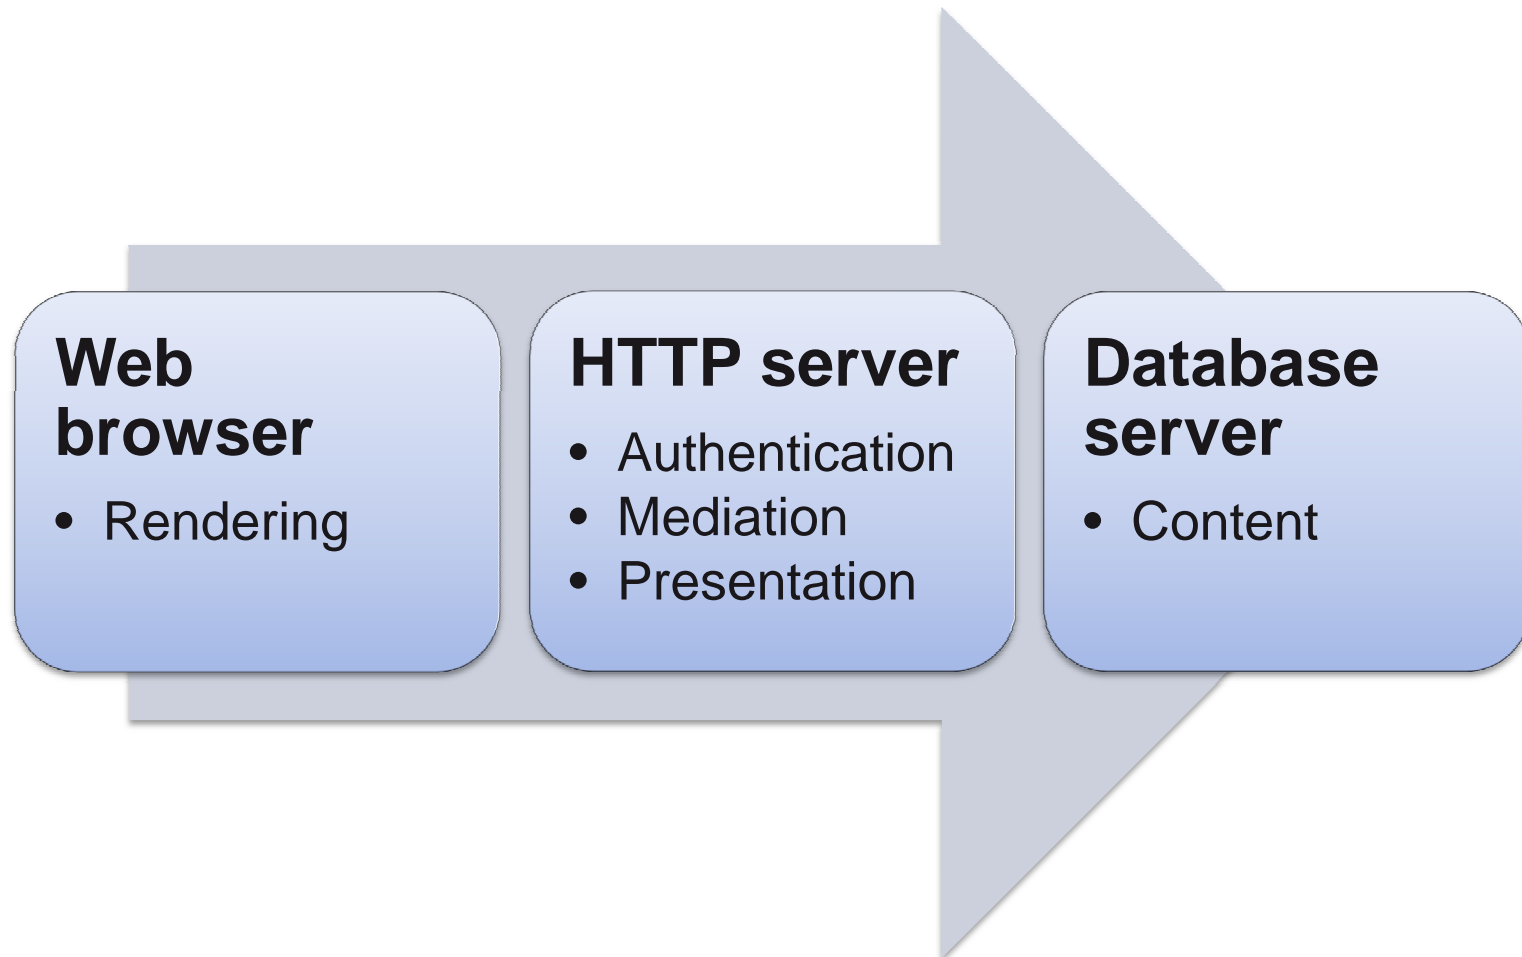 Web
browser
• Rendering
HTTP server
• Authentication
• Mediation
• Presentation
Database
server
• Content